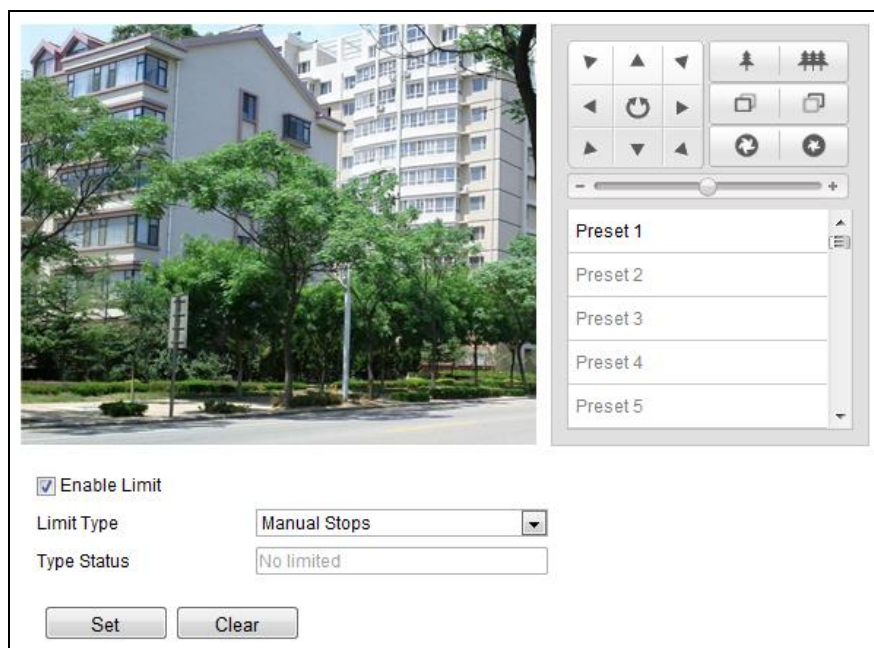 Preset 1
Preset 2
Preset 3
Preset 4
Preset 5
Enable Limit
Limit Type
Manual Stops
Type Status
No limited
Set
Clear